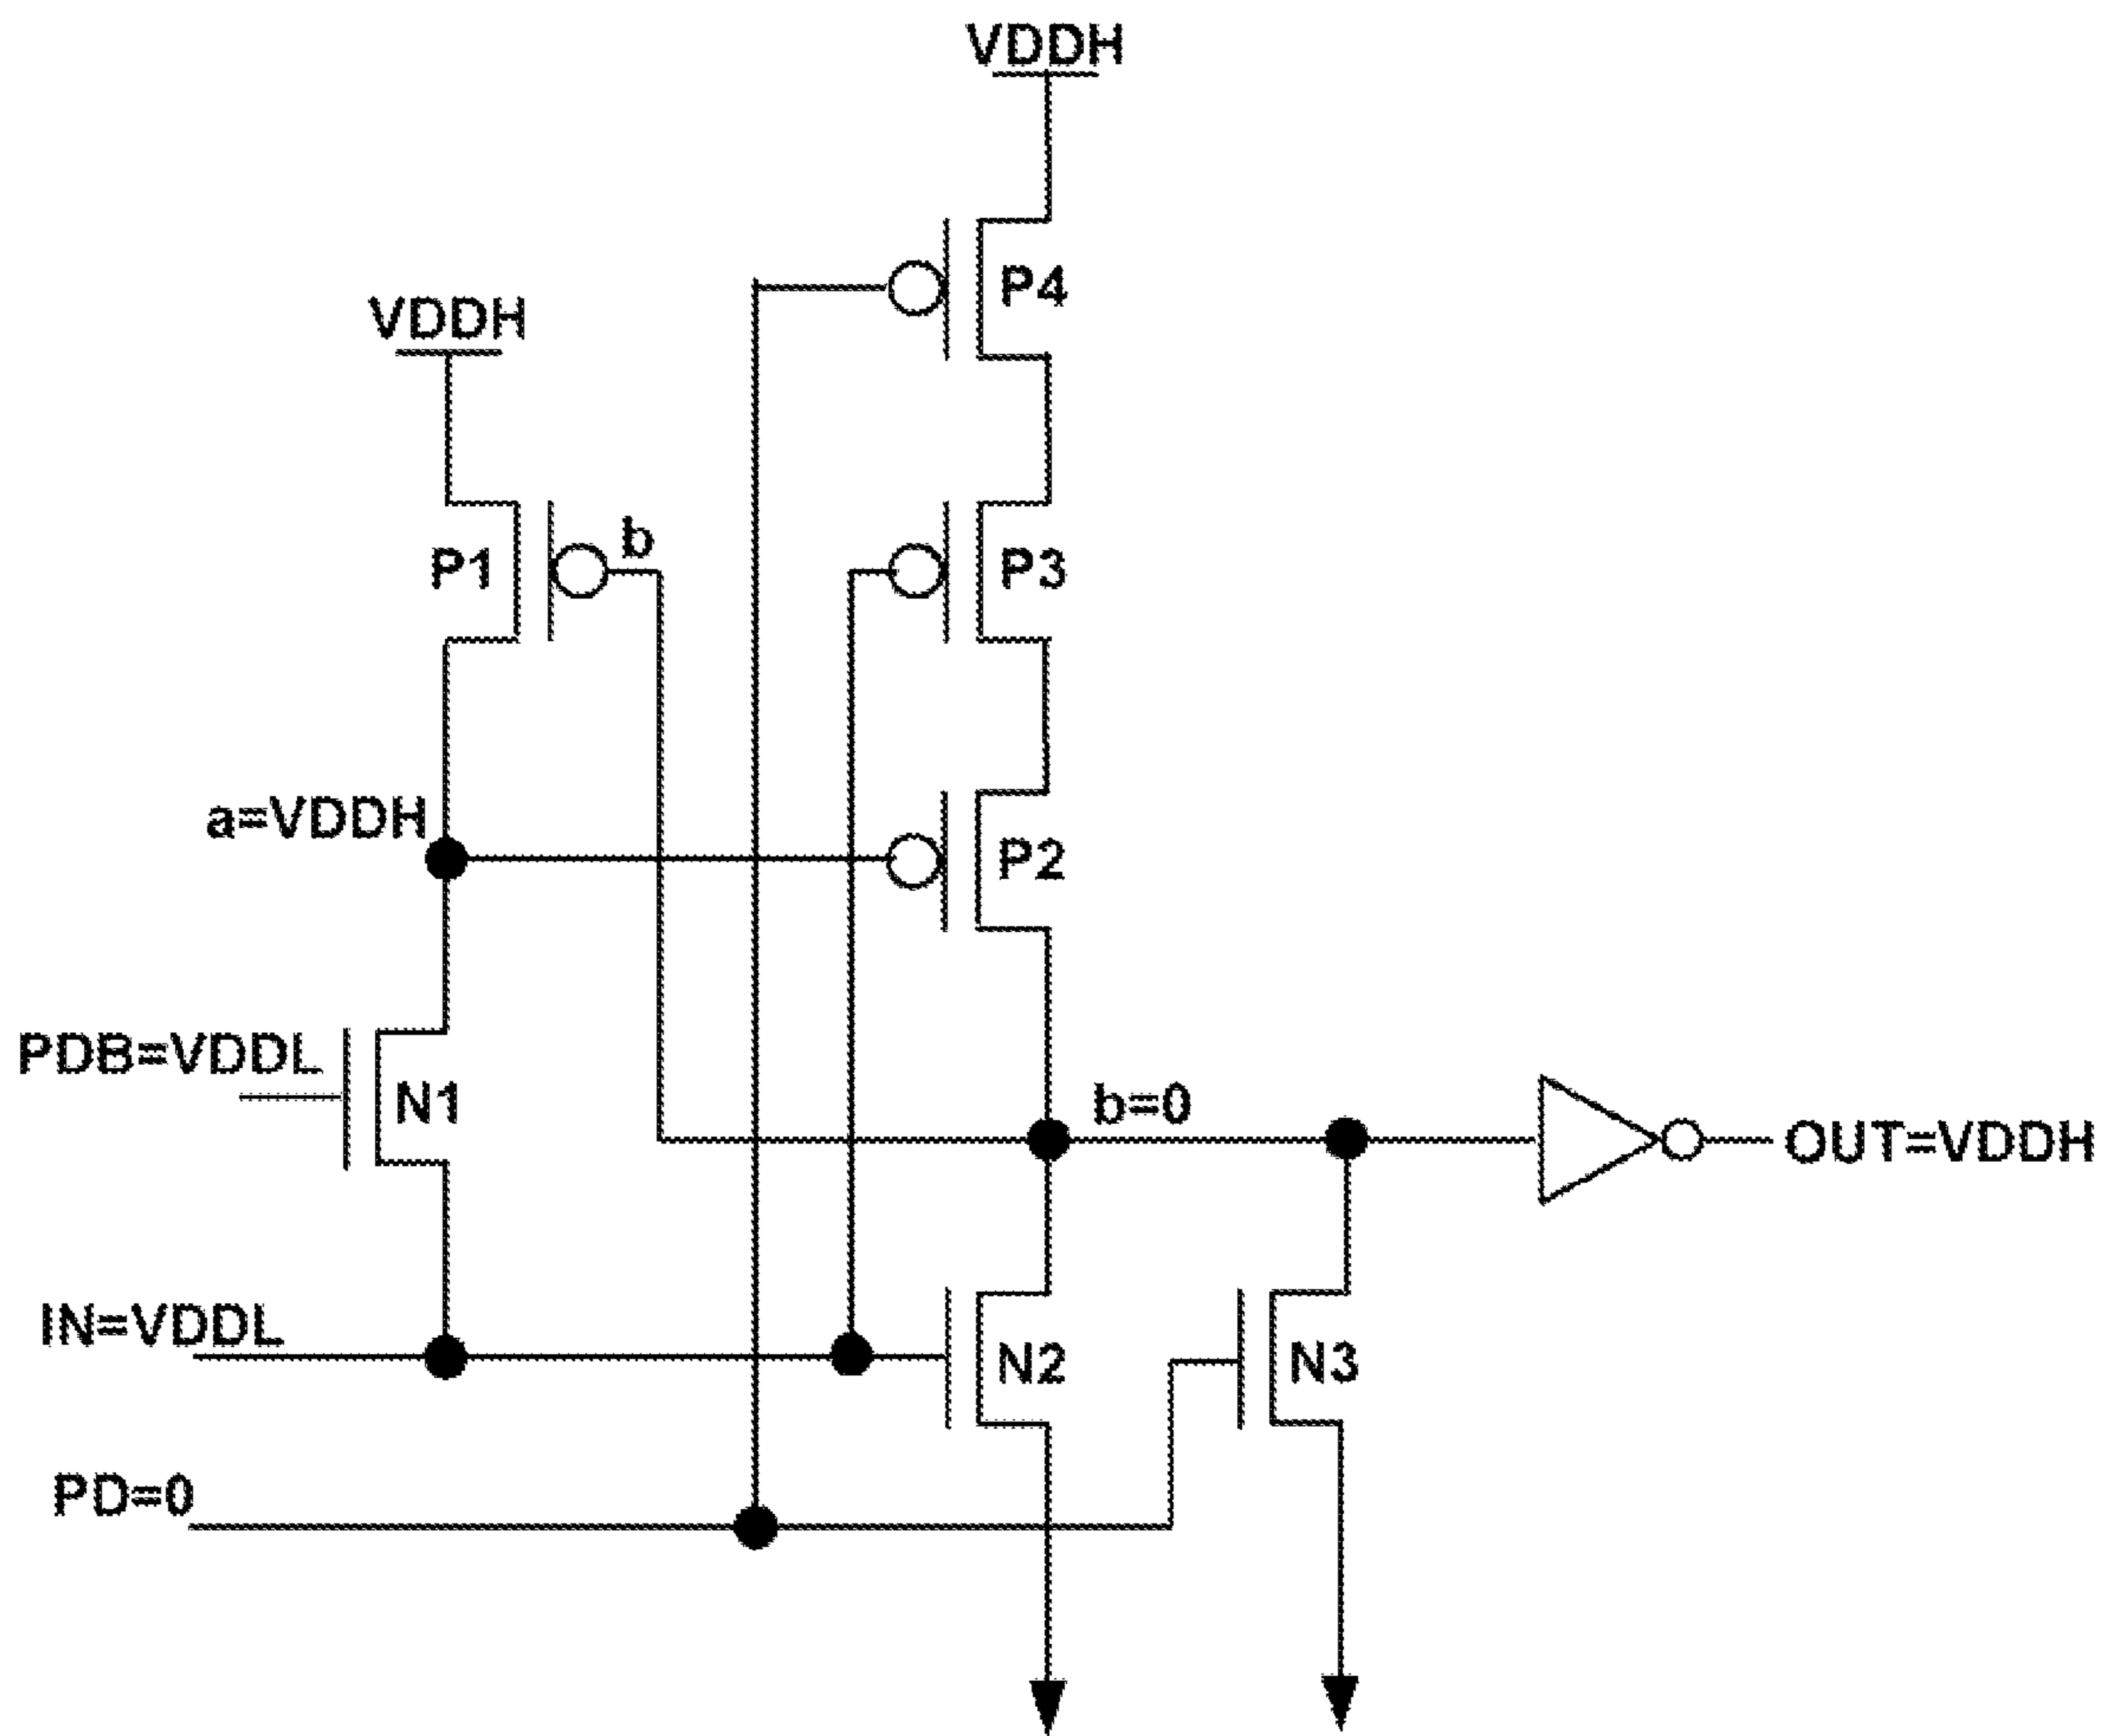 VDDH
P4
VDDH
P1
b
P3
a=VDDH
P2
PDB=VDDL
N1
b=0
OUT=VDDH
IN=VDDL
N2
N3
PD=0